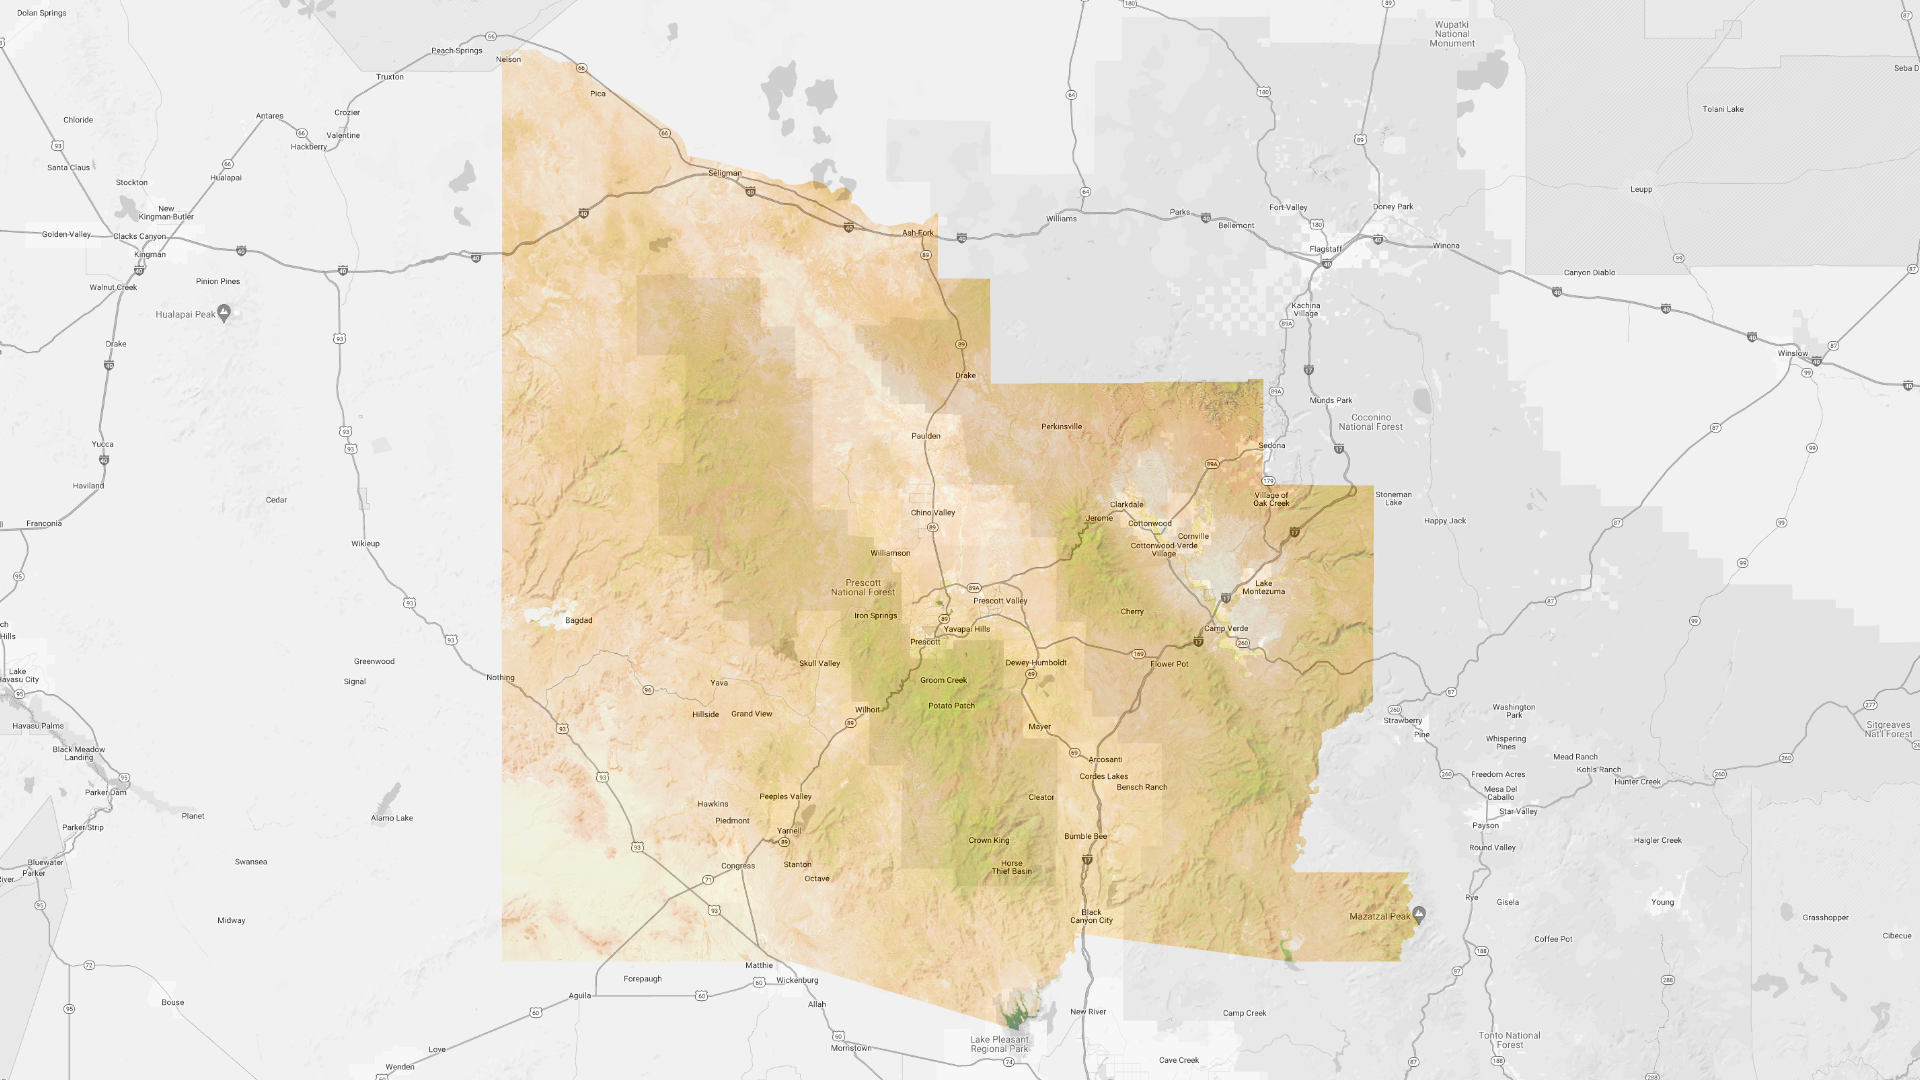 Dolan Springs
Peach Springs
Nelson
Truxton
Pica
Wupatki
National
Monument
Seba D
Tolani Lake
Chloride
Antares
Crozier
Valentine
Hackberry
Santa Claus
Hualapai
Stockton
Seligman
Leupp
New
Kingman-Butler
Golden Valley
Clacks Canyon
Kingman
Ash Fork
Williams
Parks
Bellemont
Fort Valley
Doney Park
Flagstaff
Winona
Canyon Diablo
Walnut Creek
Pinion Pines
Hualapai Peak
Kachina
Village
Drake
Drake
Winslow
Munds Park
Coconino
National Forest
Perkinsville
Paulden
Sedona
Yucca
Haviland
Cedar
Franconia
Wikieup
Chino Valley
Clarkdale
Jerome
Cottonwood
Cornville
Cottonwood-Verde
Village
Village of
Oak Creek
Stoneman
Lake
Happy Jack
Williamson
Prescott
National Forest
Iron Springs
Prescott Valley
Yavapai Hills
Prescott
Cherry
Lake
Montezuma
Camp Verde
Bagdad
Skull Valley
Dewey-Humboldt
Flower Pot
Greenwood
Signal
Nothing
Yava
Groom Creek
Potato Patch
Hillside
Grand View
Wilhoit
Mayer
ch
Hills
Lake
Havasu City
Havasu Palms
Black Meadow
Landing
Parker Dam
Parker Strip
Planet
Alamo Lake
Strawberry
Pine
Washington
Park
Whispering
Pines
Sitgreaves
Nat'l Forest
Mead Ranch
Kohls Ranch
Hunter Creek
Freedom Acres
Mesa Del
Caballo
Star-Valley
Payson
Round Valley
Haigler Creek
Arcosanti
Cordes Lakes
Bensch Ranch
Cleator
Peeples Valley
Hawkins
Piedmont
Yarnell
Bumble Bee
Crown King
Horse
Thief Basin
Congress
Stanton
Octave
Bluewater
Parker
River
Swansea
Midway
Black
Canyon City
Mazatzal Peak
Rye
Gisela
Young
Grasshopper
Cibecue
Coffee Pot
Matthie
Wickenburg
Forepaugh
Aguila
Allah
Bouse
Love
Wenden
Morristown
Lake Pleasant
Regional Park
New River
Camp Creek
Cave Creek
Tonto National
Forest